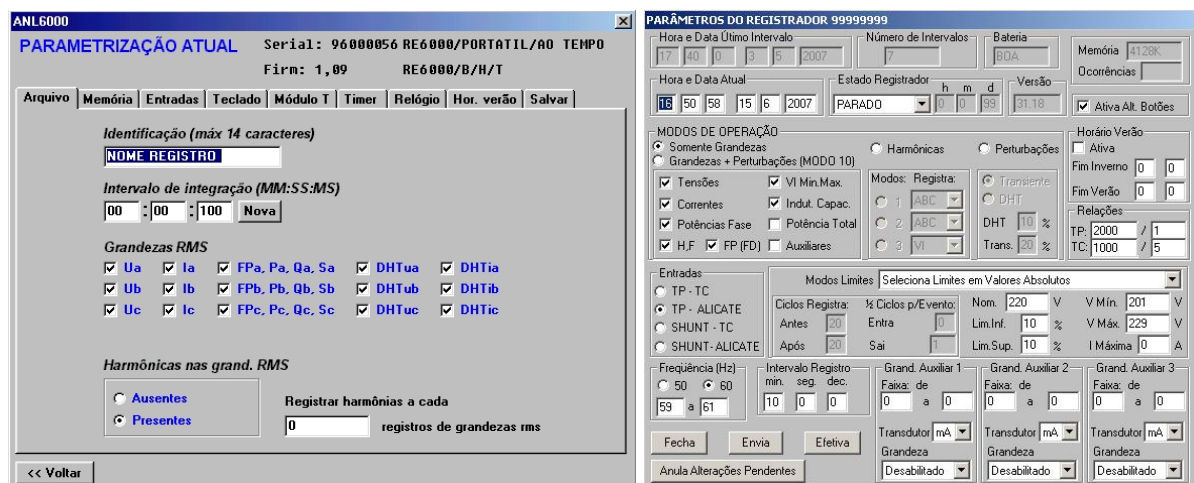 ANL6000
PARAMETRIZAÇÃO ATUAL Serial: 96000056 RE6000/PORTATIL/AO TEMPO
Firm: 1,09 RE6000/B/H/T
Arquivo Memória Entradas Teclado Módulo T Timer Relógio Hor. verão Salvar
Identificação (máx 14 caracteres)
NOME REGISTRO
Intervalo de integração (MM:SS:MS)
00 : 00 : 100 Nova
Grandezas RMS
Ua Ia FPa, Pa, Qa, Sa DHTua DHTia
Ub Ib FPb, Pb, Qb, Sb DHTub DHTib
Uc Ic FPc, Pc, Qc, Sc DHTuc DHTic
Harmônicas nas grand. RMS
Ausentes
Presentes
Registrar harmônias a cada
0 registros de grandezas rms
<< Voltar
PARÂMETROS DO REGISTRADOR 99999999
Hora e Data Útimo Intervalo Número de Intervalos Bateria
17 40 0 3 5 2007 7 BOA
Memória 4128K
Ocorrências
Hora e Data Atual Estado Registrador h m d Versão
16 50 58 15 6 2007 PARADO 0 0 99 31.18
Ativa Alt. Botões
MODOS DE OPERAÇÃO
Somente Grandezas Harmônicas Perturbações
Grandezas + Perturbações (MODO 10)
Tensões VI Min.Max.
Correntes Indut. Capac.
Potências Fase Potência Total
H,F FP (FD) Auxiliares
Modos: Registra:
1 ABC
2 ABC
3 VI
Transiente
DHT
DHT 10 %
Trans. 20 %
Horário Verão
Ativa
Fim Inverno 0 0
Fim Verão 0 0
Relações
TP: 2000 / 1
TC: 1000 / 5
Entradas
TP - TC
TP - ALICATE
SHUNT - TC
SHUNT- ALICATE
Modos Limites Seleciona Limites em Valores Absolutos
Ciclos Registra: ½ Ciclos p/Evento: Nom. 220 V V Mín. 201 V
Antes 20 Entra 0 Lim.Inf. 10 % V Máx. 229 V
Após 20 Sai 1 Lim.Sup. 10 % I Máxima 0 A
Freqüência (Hz)
50 60
59 a 61
Intervalo Registro
min. seg. dec.
10 0 0
Grand. Auxiliar 1 Grand. Auxiliar 2 Grand. Auxiliar 3
Faixa: de Faixa: de Faixa: de
0 a 0 0 a 0 0 a 0
Transdutor mA Transdutor mA Transdutor mA
Grandeza Grandeza Grandeza
Desabilitado Desabilitado Desabilitado
Fecha Envia Efetiva
Anula Alterações Pendentes